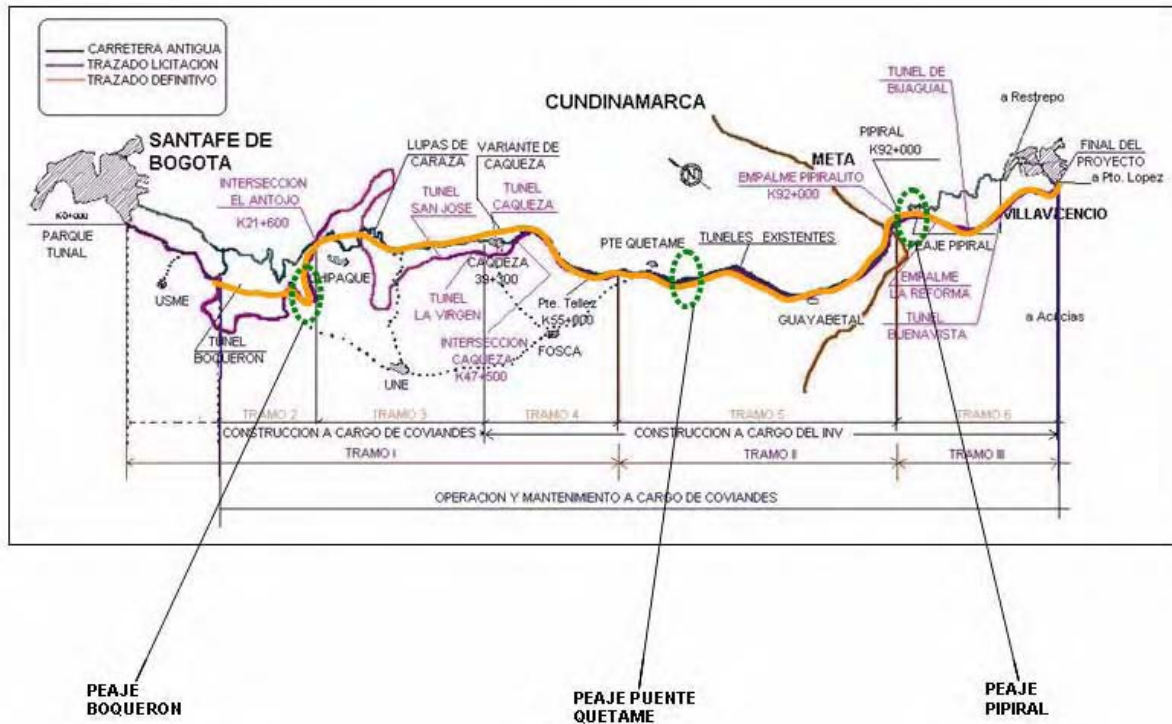 CARRETERA ANTIGUA
TRAZADO LICITACION
TRAZADO DEFINITIVO
SANTAFE DE
BOGOTA
CUNDINAMARCA
META
VILLAVICENCIO
K0+000
PARQUE
TUNAL
USME
TUNEL
BOQUERON
INTERSECCION
EL ANTOJO
K21+600
CHIPAQUE
LUPAS DE
CARAZA
TUNEL
SAN JOSE
VARIANTE DE
CAQUEZA
TUNEL
CAQUEZA
CAQDEZA
39+300
TUNEL
LA VIRGEN
INTERSECCION
CAQUEZA
K47+500
UNE
Pte. Tellez
K55+000
FOSCA
PTE QUETAME
TUNELES EXISTENTES
GUAYABETAL
PIPIRAL
K92+000
EMPALME PIPIRALITO
K92+000
TUNEL DE
BIJAGUAL
a Restrepo
FINAL DEL
PROYECTO
a Pto. Lopez
PEAJE PIPIRAL
EMPALME
LA REFORMA
TUNEL
BUENAVISTA
a Acacias
N
TRAMO 2
TRAMO 3
TRAMO 4
TRAMO 5
TRAMO 6
CONSTRUCCION A CARGO DE COVIANDES
CONSTRUCCION A CARGO DEL INV
TRAMO I
TRAMO II
TRAMO III
OPERACION Y MANTENIMIENTO A CARGO DE COVIANDES
PEAJE
BOQUERON
PEAJE PUENTE
QUETAME
PEAJE
PIPIRAL